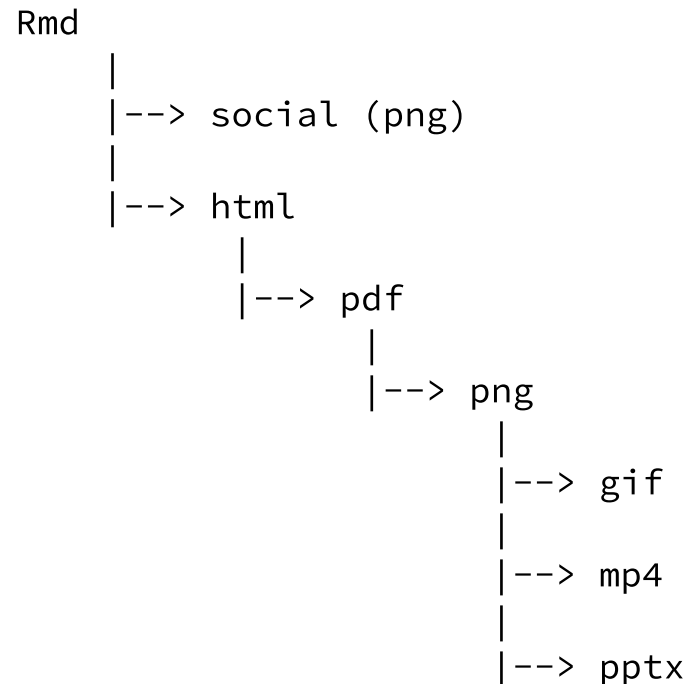 Rmd
|
|--> social (png)
|
|--> html
|
|--> pdf
|
|--> png
|
|--> gif
|
|--> mp4
|
|--> pptx